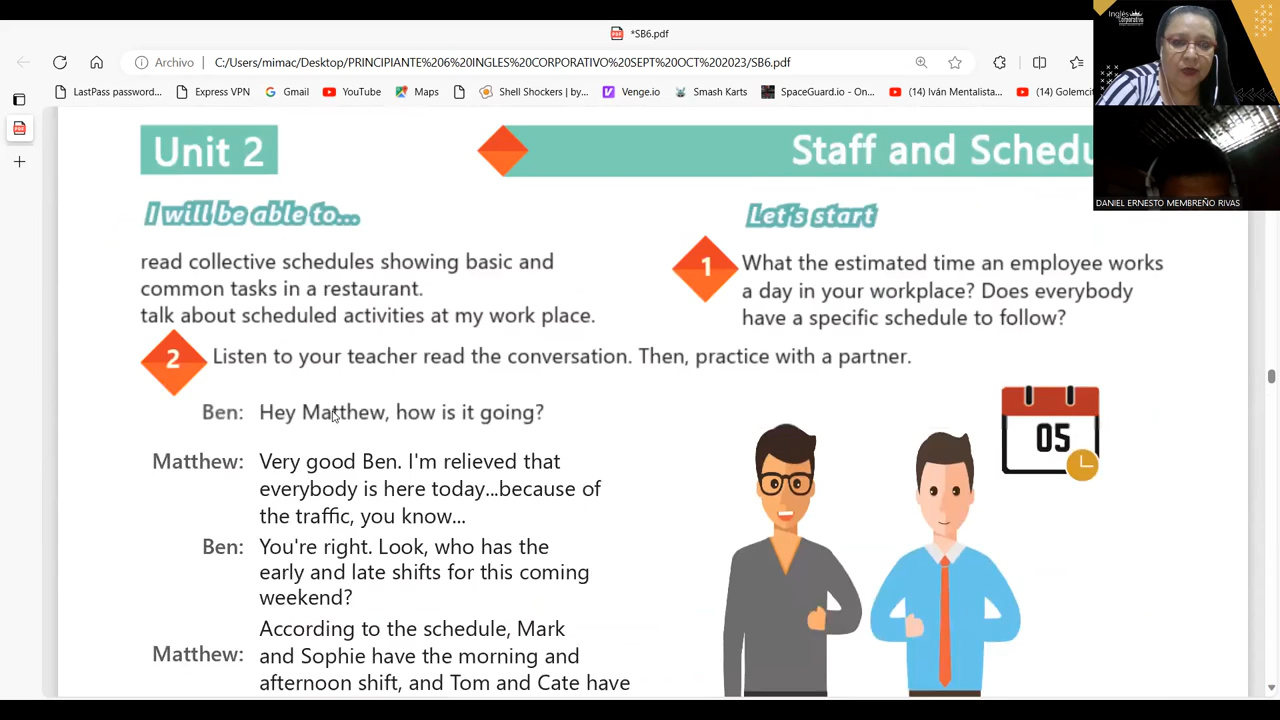 *SB6.pdf
Archivo C:/Users/mimac/Desktop/PRINCIPIANTE%206%20INGLES%20CORPORATIVO%20SEPT%20OCT%202023/SB6.pdf
LastPass password... Express VPN Gmail YouTube Maps Shell Shockers | by... Venge.io Smash Karts SpaceGuard.io - On... (14) Iván Mentalista... (14) Golemcit
Inglés
Corporativo
DANIEL ERNESTO MEMBREÑO RIVAS
Unit 2
Staff and Schedu
I will be able to...
read collective schedules showing basic and
common tasks in a restaurant.
talk about scheduled activities at my work place.
Let's start
1 What the estimated time an employee works
a day in your workplace? Does everybody
have a specific schedule to follow?
2 Listen to your teacher read the conversation. Then, practice with a partner.
Ben: Hey Matthew, how is it going?
Matthew: Very good Ben. I'm relieved that
everybody is here today...because of
the traffic, you know...
Ben: You're right. Look, who has the
early and late shifts for this coming
weekend?
According to the schedule, Mark
Matthew: and Sophie have the morning and
afternoon shift, and Tom and Cate have
05